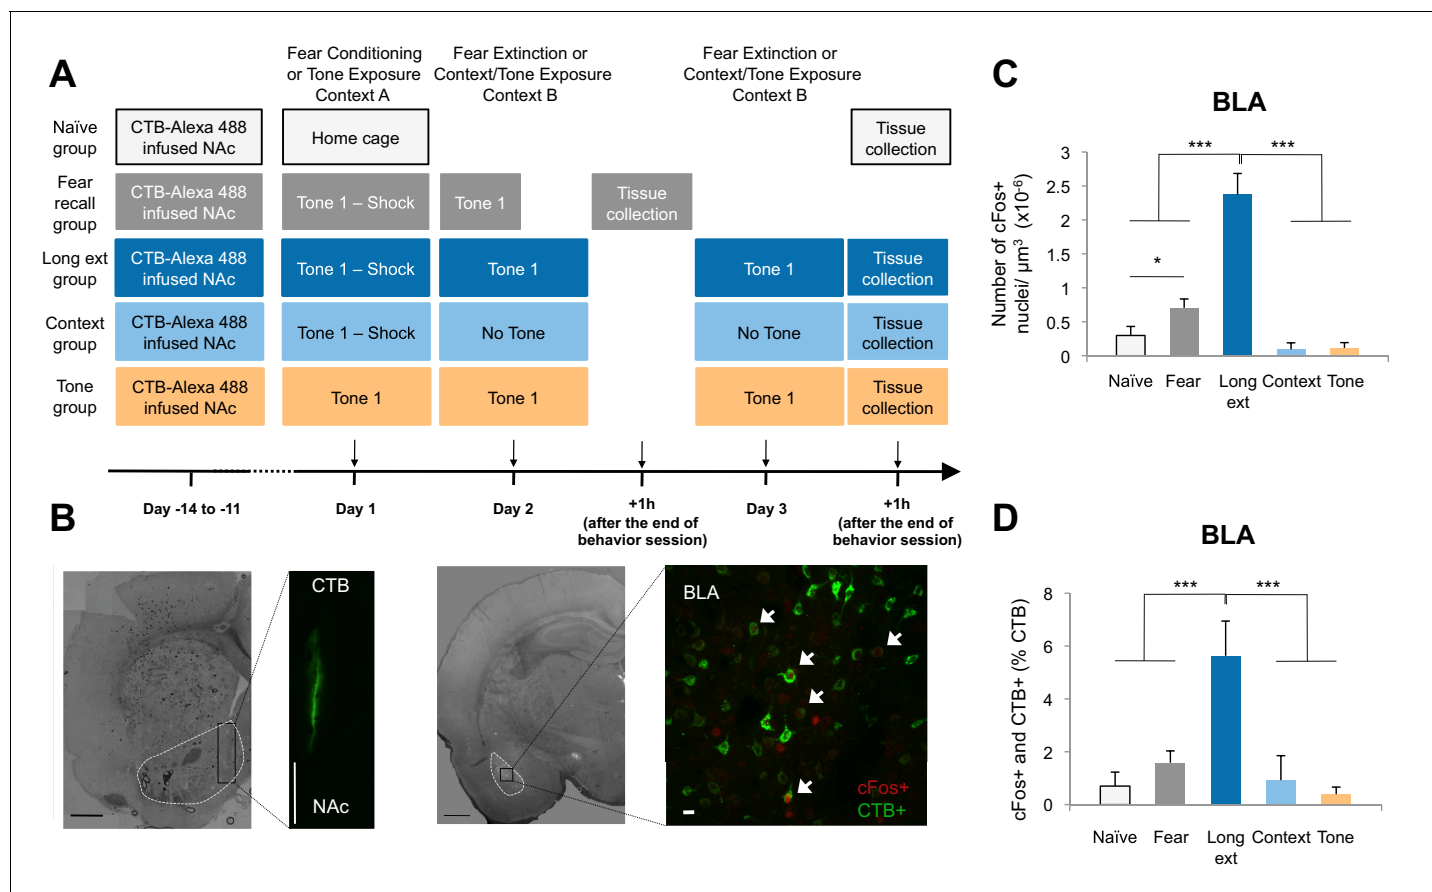 A
Fear Conditioning
or Tone Exposure
Context A
Fear Extinction or
Context/Tone Exposure
Context B
Fear Extinction or
Context/Tone Exposure
Context B
Naïve
group
CTB-Alexa 488
infused NAc
Home cage
Tissue
collection
Fear
recall
group
CTB-Alexa 488
infused NAc
Tone 1 – Shock
Tone 1
Tissue
collection
Long ext
group
CTB-Alexa 488
infused NAc
Tone 1 – Shock
Tone 1
Tone 1
Tissue
collection
Context
group
CTB-Alexa 488
infused NAc
Tone 1 – Shock
No Tone
No Tone
Tissue
collection
Tone
group
CTB-Alexa 488
infused NAc
Tone 1
Tone 1
Tone 1
Tissue
collection
Day -14 to -11
Day 1
Day 2
+1h
(after the end of
behavior session)
Day 3
+1h
(after the end of
behavior session)
B
CTB
NAc
BLA
cFos+
CTB+
C
BLA
Number of cFos+
nuclei/ µm³ (x10⁻⁶)
3
2.5
2
1.5
1
0.5
0
***
***
*
Naïve
Fear
Long
ext
Context
Tone
D
BLA
cFos+ and CTB+ (% CTB)
8
6
4
2
0
***
***
Naïve
Fear
Long
ext
Context
Tone